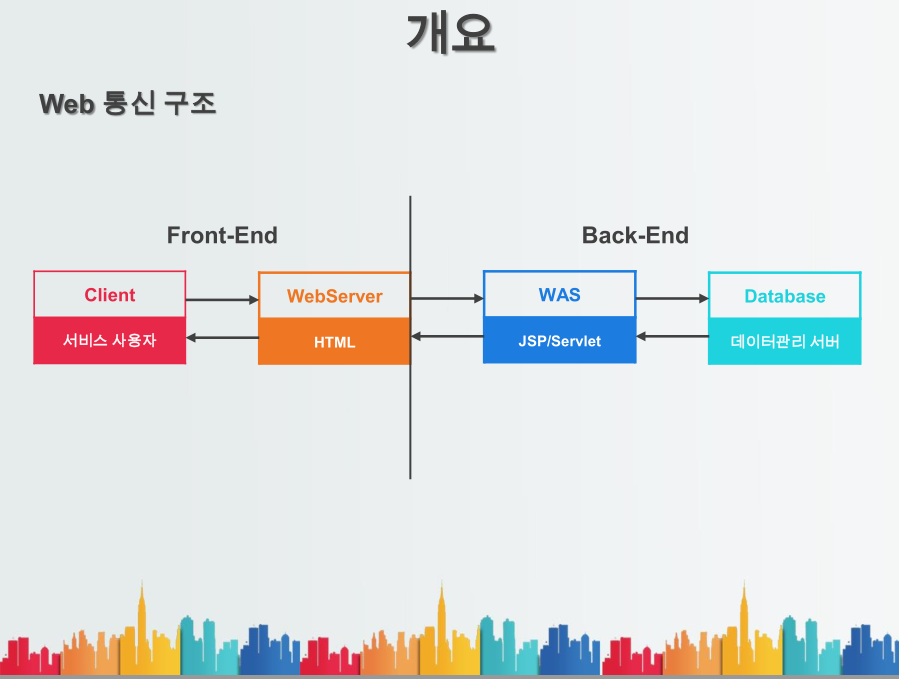 개요
Web 통신 구조
Front-End
Back-End
Client
WebServer
WAS
Database
서비스 사용자
HTML
JSP/Servlet
데이터관리 서버